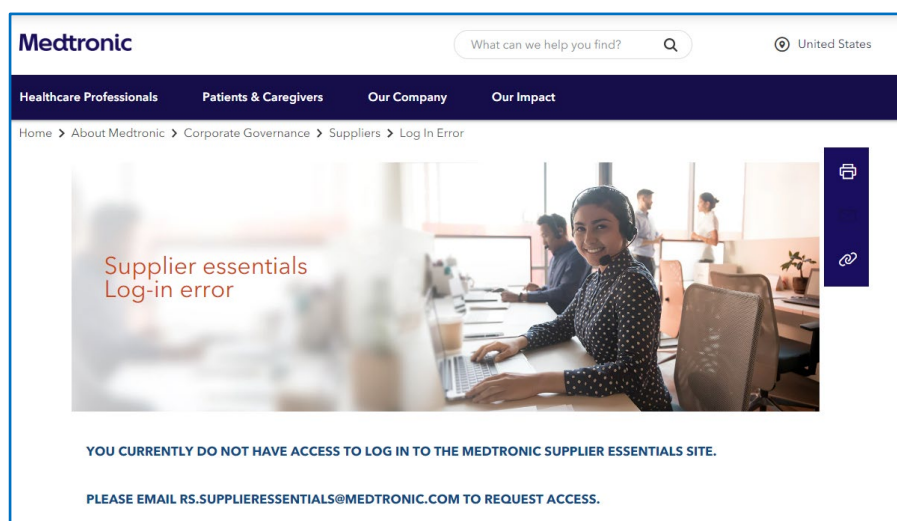 Medtronic
What can we help you find?
United States
Healthcare Professionals Patients & Caregivers Our Company Our Impact
Home > About Medtronic > Corporate Governance > Suppliers > Log In Error
Supplier essentials
Log-in error
YOU CURRENTLY DO NOT HAVE ACCESS TO LOG IN TO THE MEDTRONIC SUPPLIER ESSENTIALS SITE.
PLEASE EMAIL RS.SUPPLIERESSENTIALS@MEDTRONIC.COM TO REQUEST ACCESS.